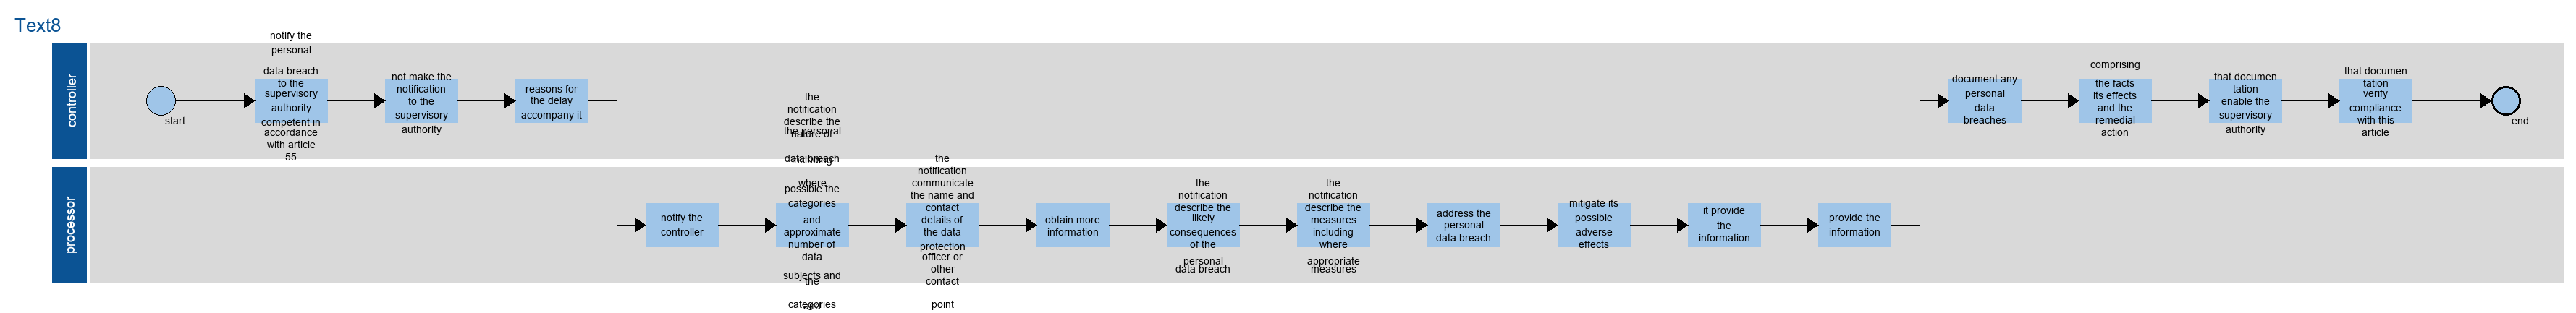 Text8
controller
start
notify the
personal
data breach
to the
supervisory
authority
competent in
accordance
with article
55
not make the
notification
to the
supervisory
authority
reasons for
the delay
accompany it
processor
notify the
controller
the
notification
describe the
nature of
the personal
data breach
including
where
possible the
categories
and
approximate
number of
data
subjects and
the
categories
and
the
notification
communicate
the name and
contact
details of
the data
protection
officer or
other
contact
point
obtain more
information
the
notification
describe the
likely
consequences
of the
personal
data breach
the
notification
describe the
measures
including
where
appropriate
measures
address the
personal
data breach
mitigate its
possible
adverse
effects
it provide
the
information
provide the
information
document any
personal
data
breaches
comprising
the facts
its effects
and the
remedial
action
that documen
tation
enable the
supervisory
authority
that documen
tation
verify
compliance
with this
article
end